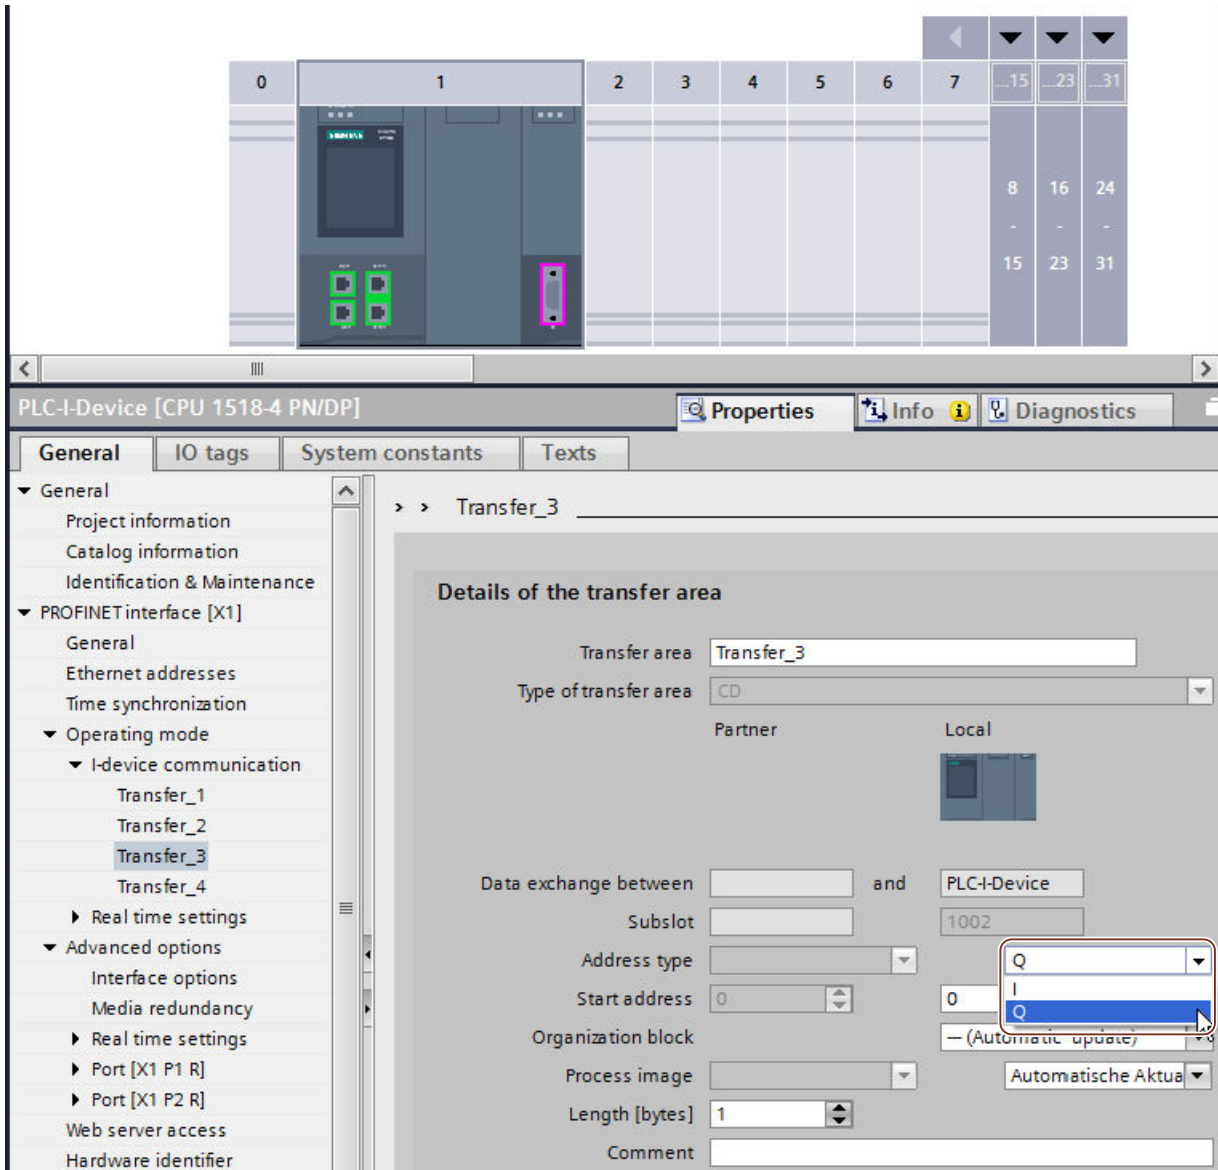 0 1 2 3 4 5 6 7 ...15 ...23 ...31
SIEMENS
8 16 24
- - -
15 23 31
PLC-I-Device [CPU 1518-4 PN/DP]
Properties Info Diagnostics
General IO tags System constants Texts
General
Project information
Catalog information
Identification & Maintenance
PROFINET interface [X1]
General
Ethernet addresses
Time synchronization
Operating mode
I-device communication
Transfer_1
Transfer_2
Transfer_3
Transfer_4
Real time settings
Advanced options
Interface options
Media redundancy
Real time settings
Port [X1 P1 R]
Port [X1 P2 R]
Web server access
Hardware identifier
> > Transfer_3
Details of the transfer area
Transfer area Transfer_3
Type of transfer area CD
Partner Local
Data exchange between and PLC-I-Device
Subslot 1002
Address type Q
I
Q
Start address 0 0
Organization block --- (Automatic update)
Process image Automatische Aktua
Length [bytes] 1
Comment